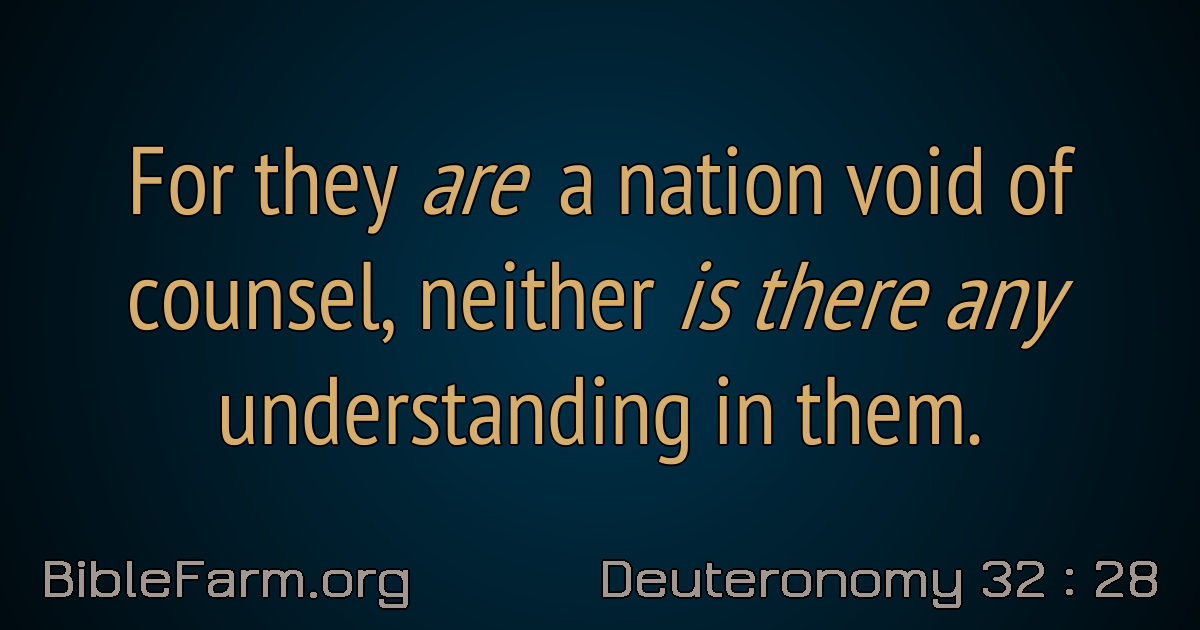 For they are a nation void of
counsel, neither is there any
understanding in them.
BibleFarm.org
Deuteronomy 32 : 28